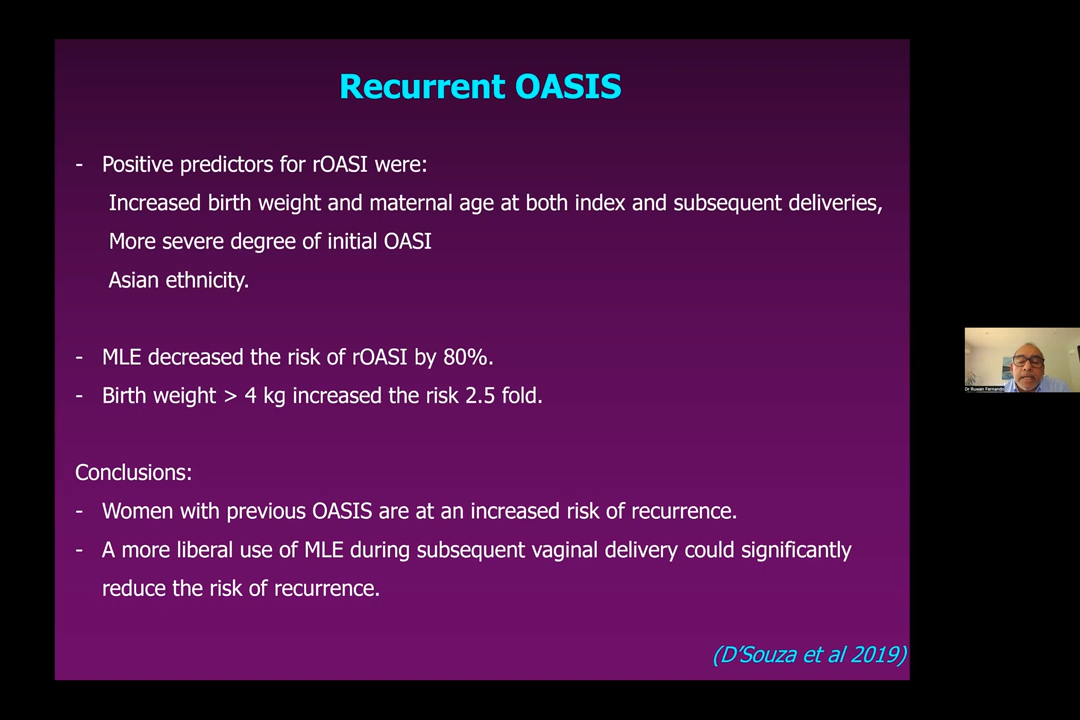 Recurrent OASIS
- Positive predictors for rOASI were:
Increased birth weight and maternal age at both index and subsequent deliveries,
More severe degree of initial OASI
Asian ethnicity.
- MLE decreased the risk of rOASI by 80%.
- Birth weight > 4 kg increased the risk 2.5 fold.
Conclusions:
- Women with previous OASIS are at an increased risk of recurrence.
- A more liberal use of MLE during subsequent vaginal delivery could significantly
reduce the risk of recurrence.
(D'Souza et al 2019)
Dr Ruwan Fernando